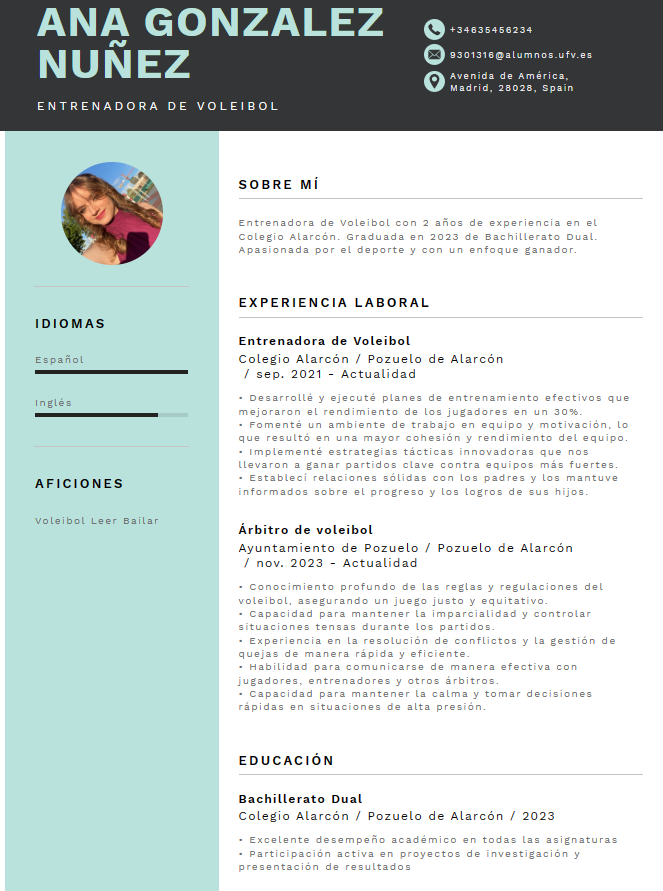 ANA GONZALEZ
NUÑEZ
ENTRENADORA DE VOLEIBOL
+34635456234
9301316@alumnos.ufv.es
Avenida de América,
Madrid, 28028, Spain
IDIOMAS
Español
Inglés
AFICIONES
Voleibol Leer Bailar
SOBRE MÍ
Entrenadora de Voleibol con 2 años de experiencia en el
Colegio Alarcón. Graduada en 2023 de Bachillerato Dual.
Apasionada por el deporte y con un enfoque ganador.
EXPERIENCIA LABORAL
Entrenadora de Voleibol
Colegio Alarcón / Pozuelo de Alarcón
/ sep. 2021 - Actualidad
• Desarrollé y ejecuté planes de entrenamiento efectivos que
mejoraron el rendimiento de los jugadores en un 30%.
• Fomenté un ambiente de trabajo en equipo y motivación, lo
que resultó en una mayor cohesión y rendimiento del equipo.
• Implementé estrategias tácticas innovadoras que nos
llevaron a ganar partidos clave contra equipos más fuertes.
• Establecí relaciones sólidas con los padres y los mantuve
informados sobre el progreso y los logros de sus hijos.
Árbitro de voleibol
Ayuntamiento de Pozuelo / Pozuelo de Alarcón
/ nov. 2023 - Actualidad
• Conocimiento profundo de las reglas y regulaciones del
voleibol, asegurando un juego justo y equitativo.
• Capacidad para mantener la imparcialidad y controlar
situaciones tensas durante los partidos.
• Experiencia en la resolución de conflictos y la gestión de
quejas de manera rápida y eficiente.
• Habilidad para comunicarse de manera efectiva con
jugadores, entrenadores y otros árbitros.
• Capacidad para mantener la calma y tomar decisiones
rápidas en situaciones de alta presión.
EDUCACIÓN
Bachillerato Dual
Colegio Alarcón / Pozuelo de Alarcón / 2023
• Excelente desempeño académico en todas las asignaturas
• Participación activa en proyectos de investigación y
presentación de resultados